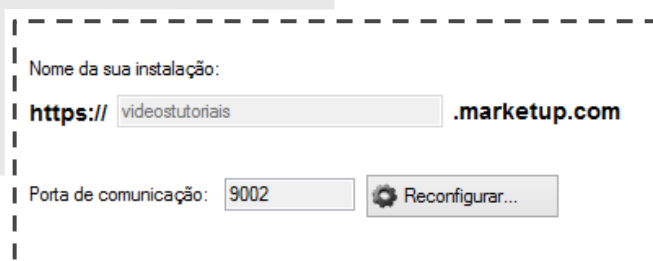 Nome da sua instalação:
https:// videostutoriais .marketup.com
Porta de comunicação: 9002 Reconfigurar...